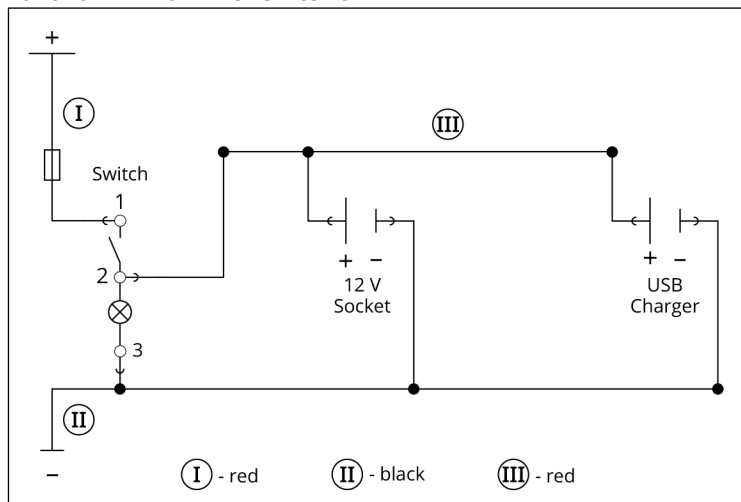 +
I
III
Switch
1
2
3
+ −
12 V
Socket
+ −
USB
Charger
II
−
I - red
II - black
III - red